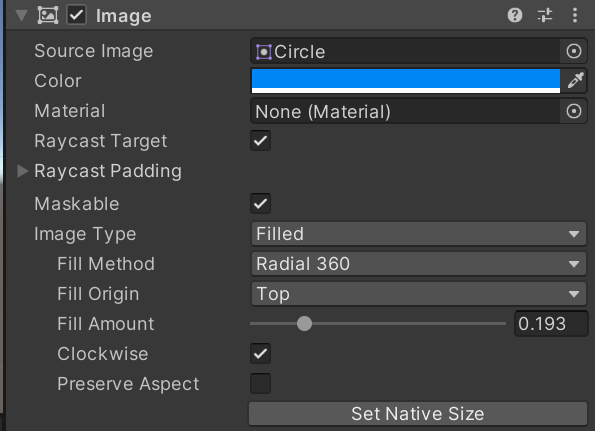 Image
Source Image Circle
Color
Material None (Material)
Raycast Target
Raycast Padding
Maskable
Image Type Filled
Fill Method Radial 360
Fill Origin Top
Fill Amount 0.193
Clockwise
Preserve Aspect
Set Native Size